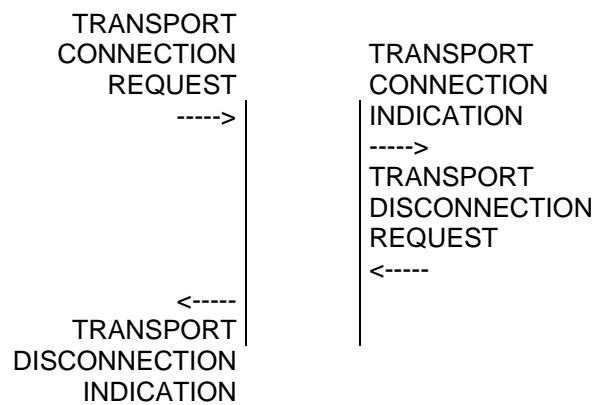 TRANSPORT
CONNECTION
REQUEST
----->
TRANSPORT
CONNECTION
INDICATION
----->
TRANSPORT
DISCONNECTION
REQUEST
<-----
<-----
TRANSPORT
DISCONNECTION
INDICATION